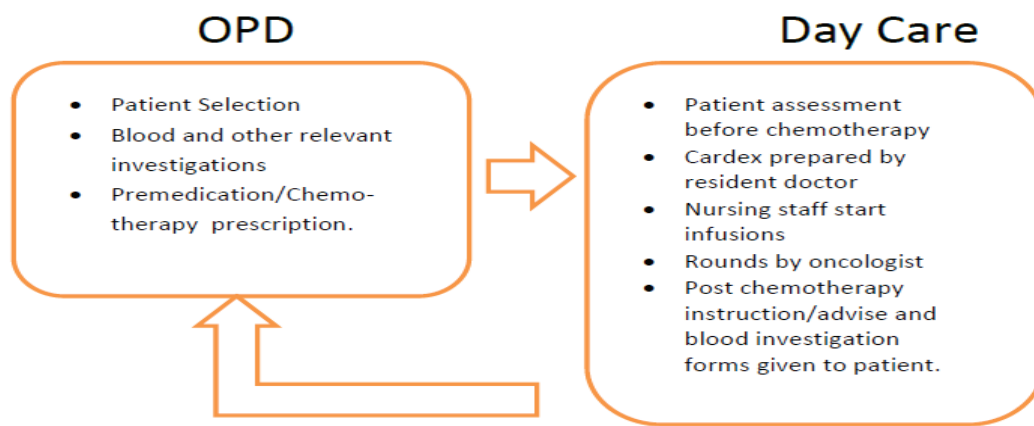 OPD
• Patient Selection
• Blood and other relevant
investigations
• Premedication/Chemo-
therapy prescription.
Day Care
• Patient assessment
before chemotherapy
• Cardex prepared by
resident doctor
• Nursing staff start
infusions
• Rounds by oncologist
• Post chemotherapy
instruction/advise and
blood investigation
forms given to patient.